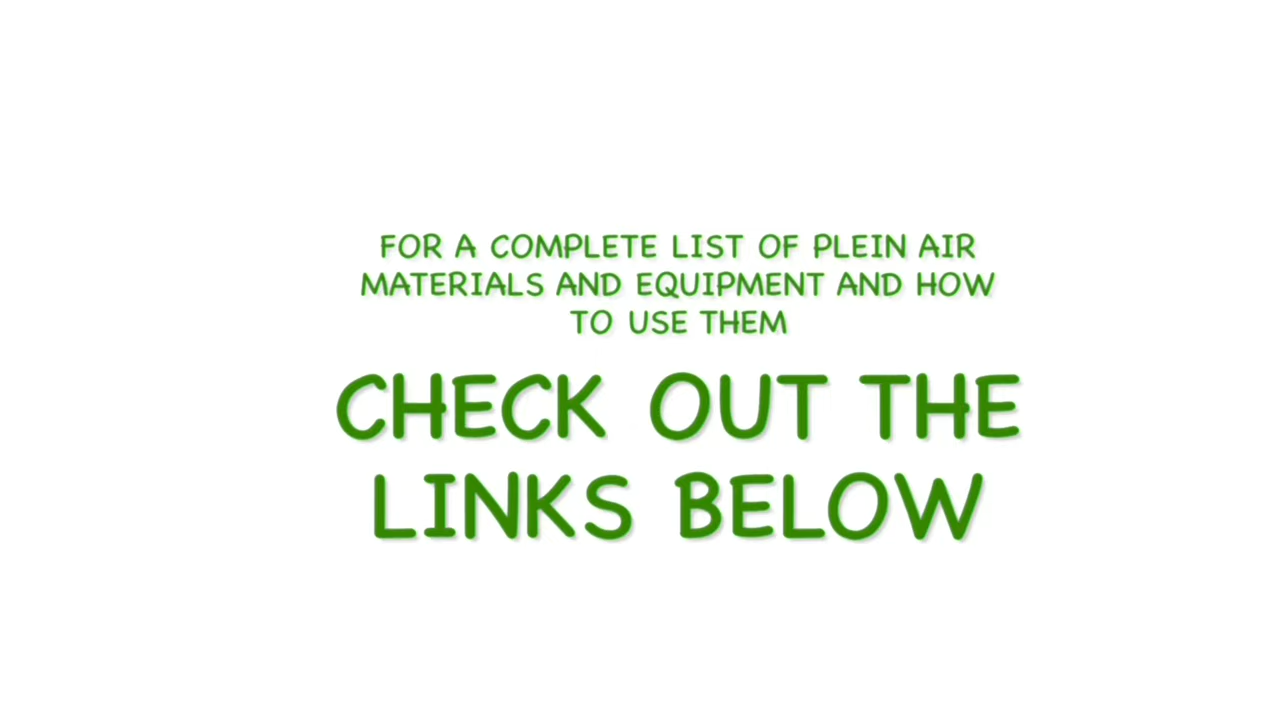 FOR A COMPLETE LIST OF PLEIN AIR
MATERIALS AND EQUIPMENT AND HOW
TO USE THEM
CHECK OUT THE
LINKS BELOW